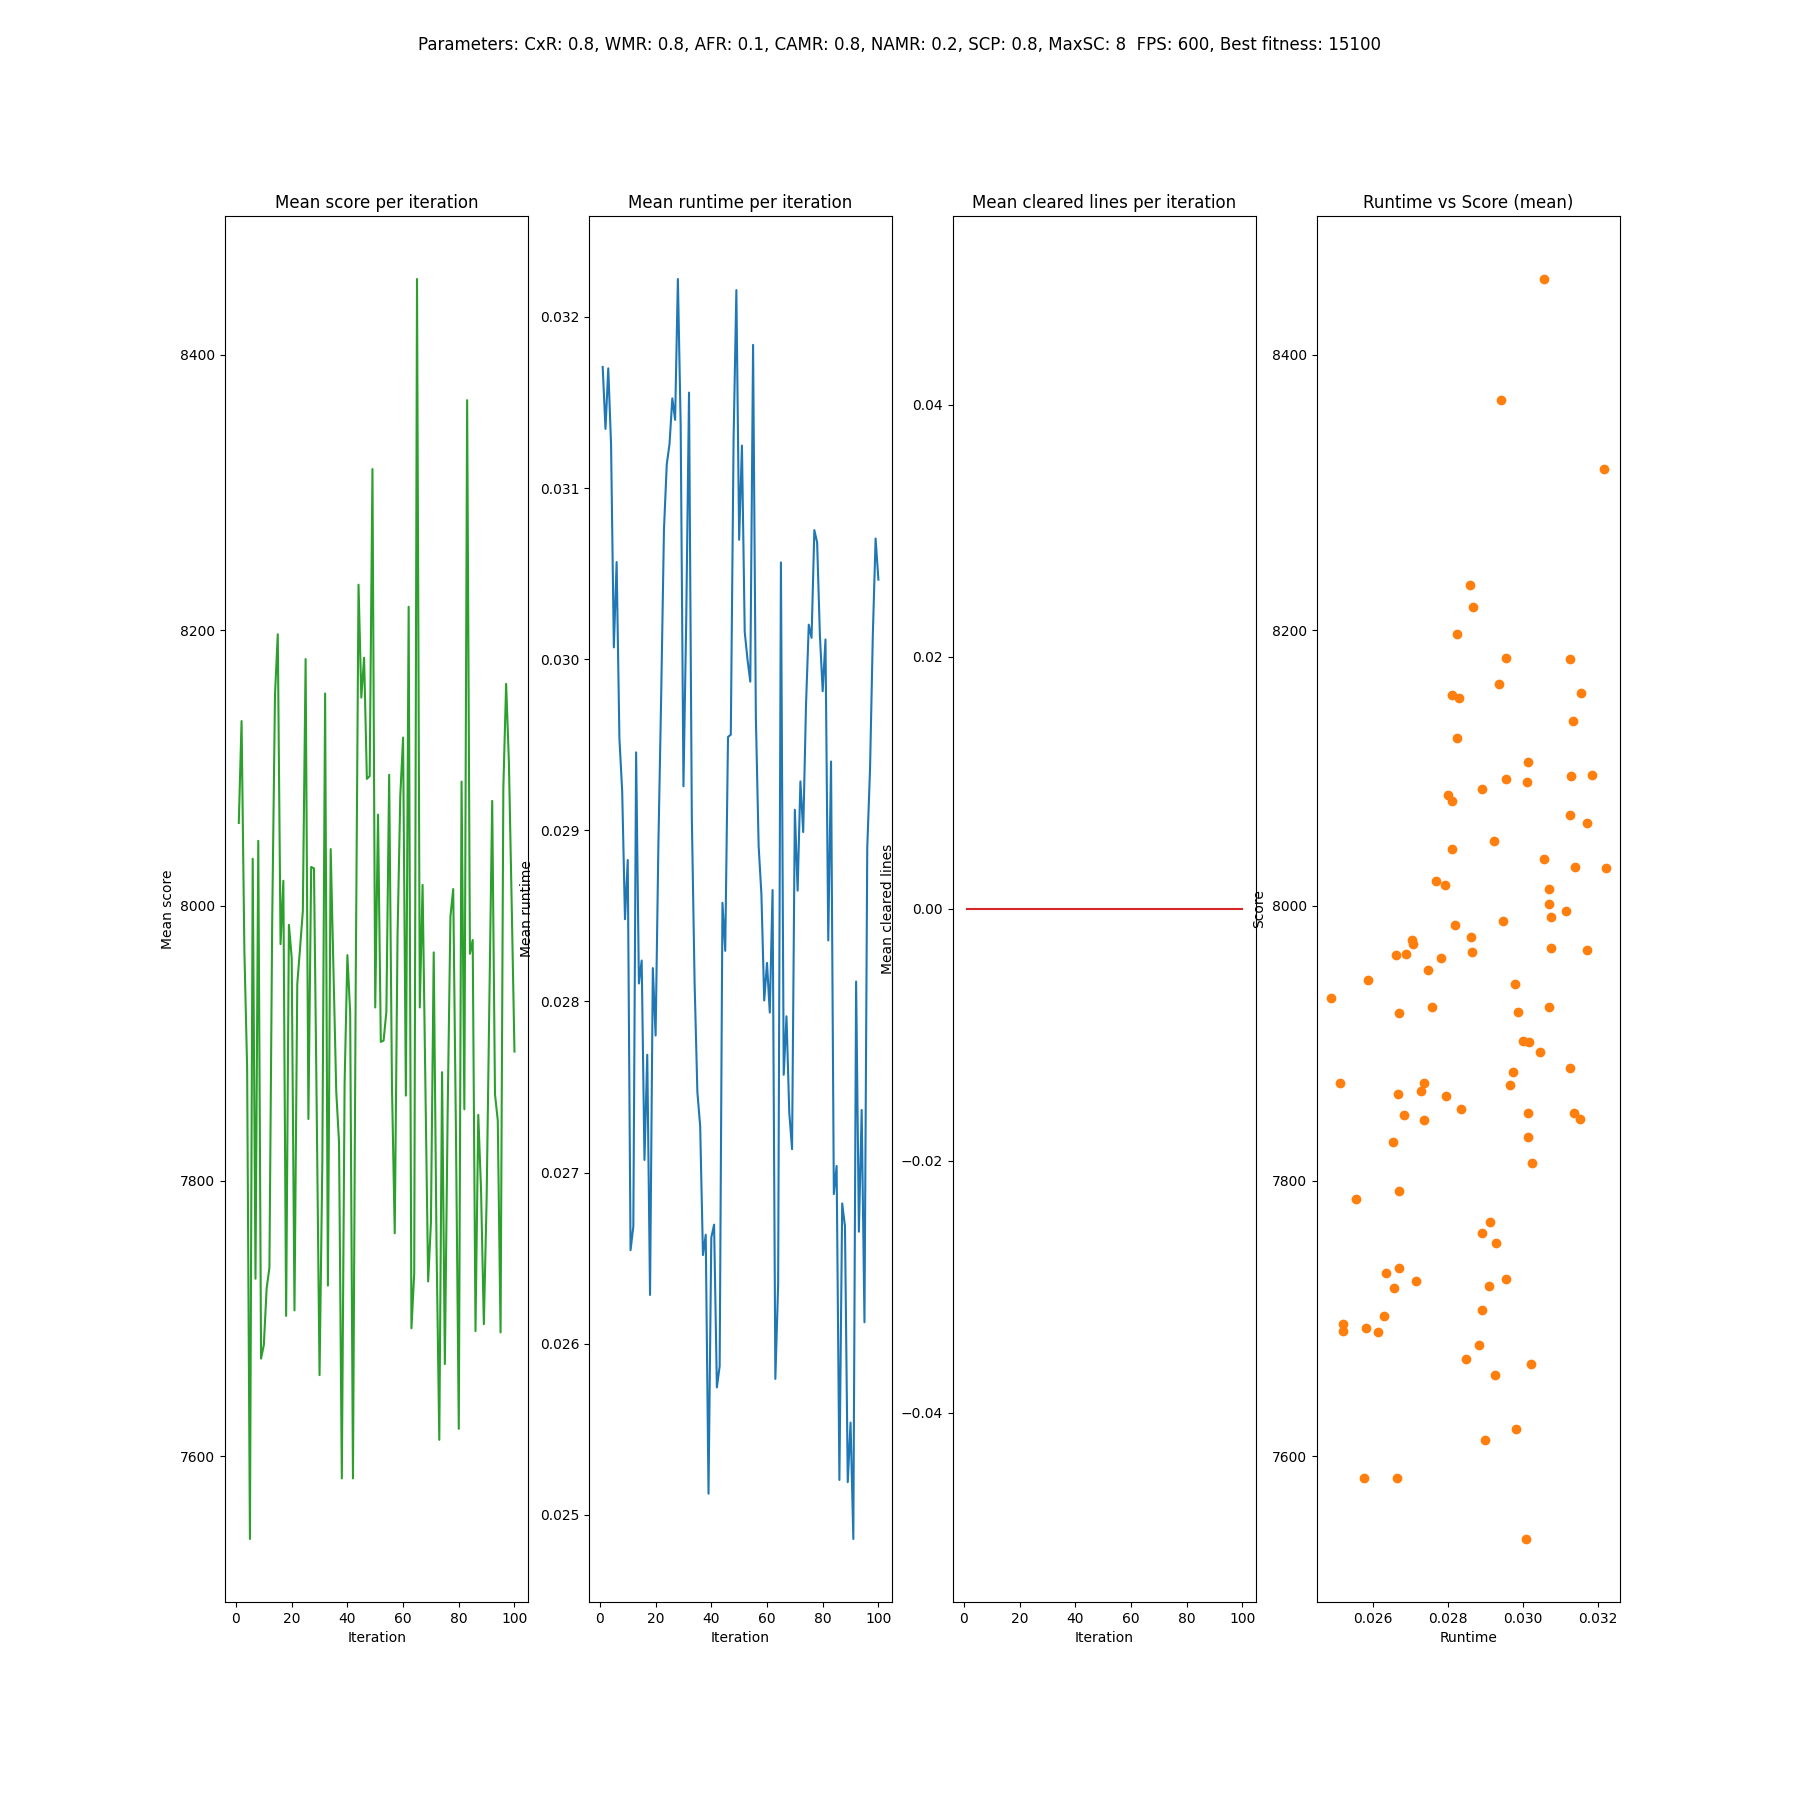 Parameters: CxR: 0.8, WMR: 0.8, AFR: 0.1, CAMR: 0.8, NAMR: 0.2, SCP: 0.8, MaxSC: 8  FPS: 600, Best fitness: 15100
Mean score per iteration
Mean score
8400
8200
8000
7800
7600
0 20 40 60 80 100
Iteration
Mean runtime per iteration
Mean runtime
0.032
0.031
0.030
0.029
0.028
0.027
0.026
0.025
0 20 40 60 80 100
Iteration
Mean cleared lines per iteration
Mean cleared lines
0.04
0.02
0.00
−0.02
−0.04
0 20 40 60 80 100
Iteration
Runtime vs Score (mean)
Score
8400
8200
8000
7800
7600
0.026 0.028 0.030 0.032
Runtime